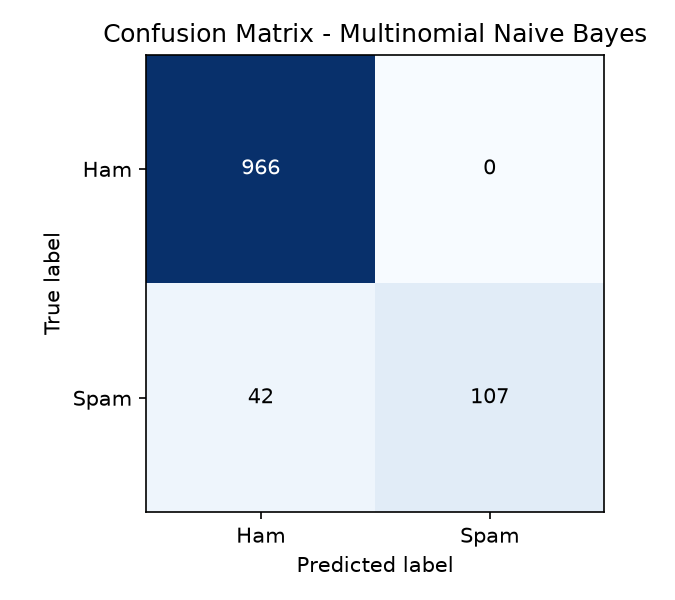 Confusion Matrix - Multinomial Naive Bayes
True label
Ham
966
0
Spam
42
107
Ham
Spam
Predicted label